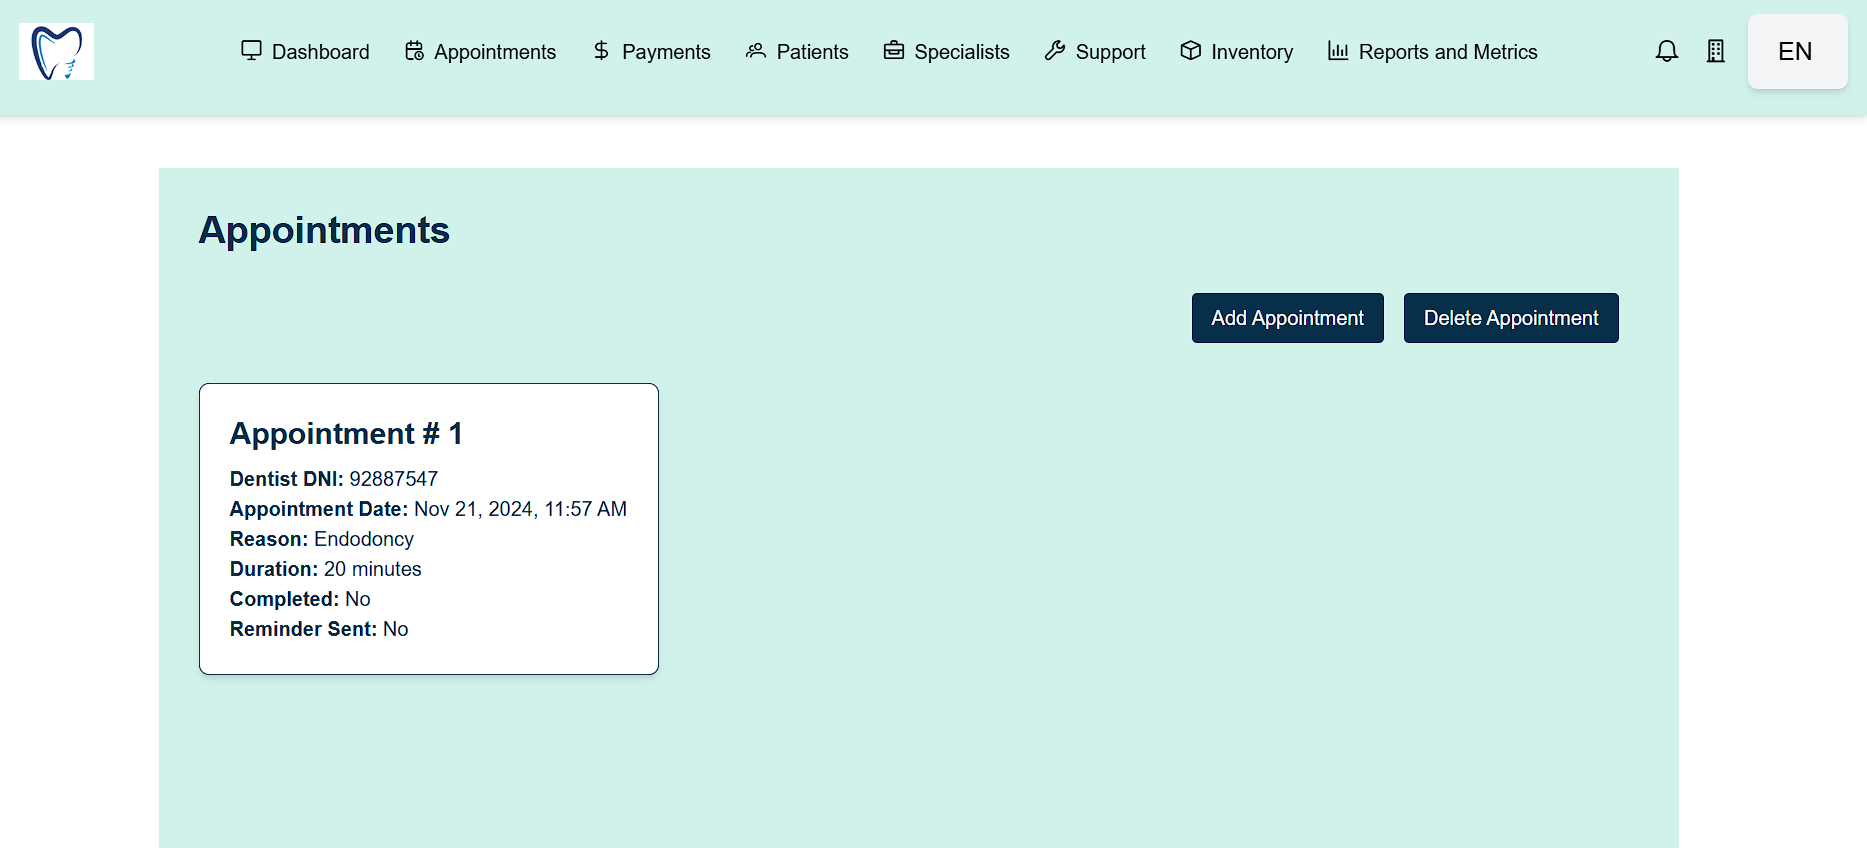 Dashboard Appointments Payments Patients Specialists Support Inventory Reports and Metrics EN
Appointments
Add Appointment Delete Appointment
Appointment # 1
Dentist DNI: 92887547
Appointment Date: Nov 21, 2024, 11:57 AM
Reason: Endodoncy
Duration: 20 minutes
Completed: No
Reminder Sent: No